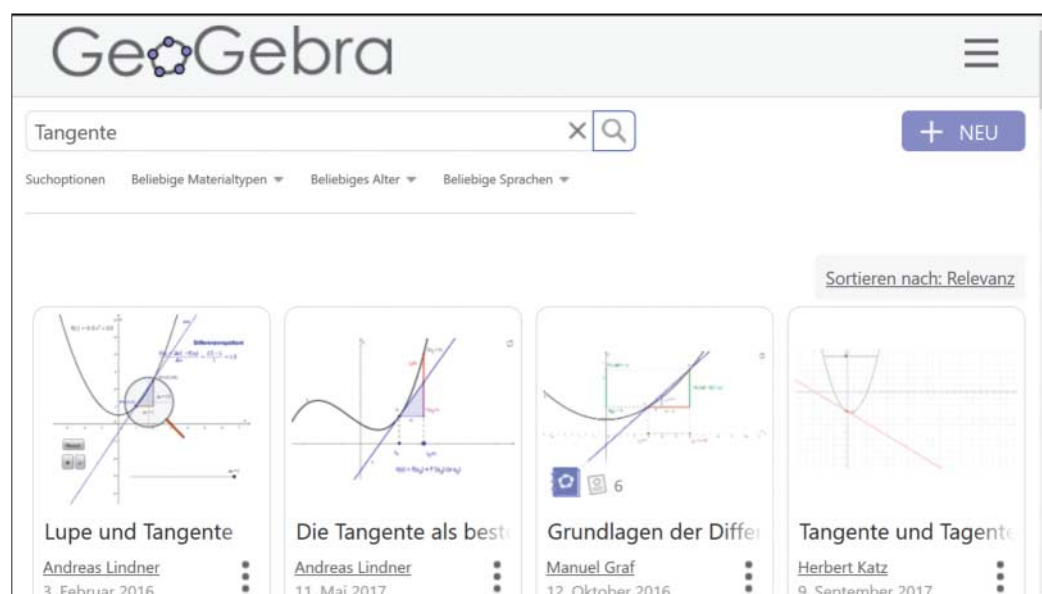 GeoGebra
Tangente
+ NEU
Suchoptionen Beliebige Materialtypen Beliebiges Alter Beliebige Sprachen
Sortieren nach: Relevanz
Differenzenquotient
6
Lupe und Tangente
Die Tangente als best
Grundlagen der Differ
Tangente und Tagente
Andreas Lindner
Andreas Lindner
Manuel Graf
Herbert Katz
3. Februar 2016
11. Mai 2017
12. Oktober 2016
9. September 2017